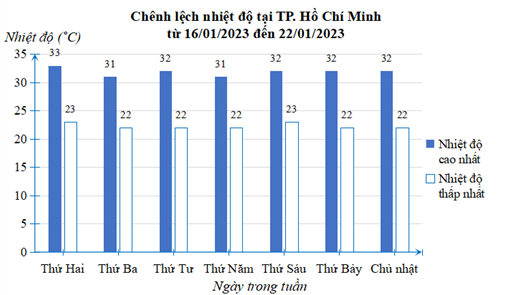 Chênh lệch nhiệt độ tại TP. Hồ Chí Minh
từ 16/01/2023 đến 22/01/2023
Nhiệt độ (°C)
35
30
25
20
15
10
5
0
33
23
31
22
32
22
31
22
32
23
32
22
32
22
Thứ Hai
Thứ Ba
Thứ Tư
Thứ Năm
Thứ Sáu
Thứ Bảy
Chủ nhật
Ngày trong tuần
Nhiệt độ
cao nhất
Nhiệt độ
thấp nhất